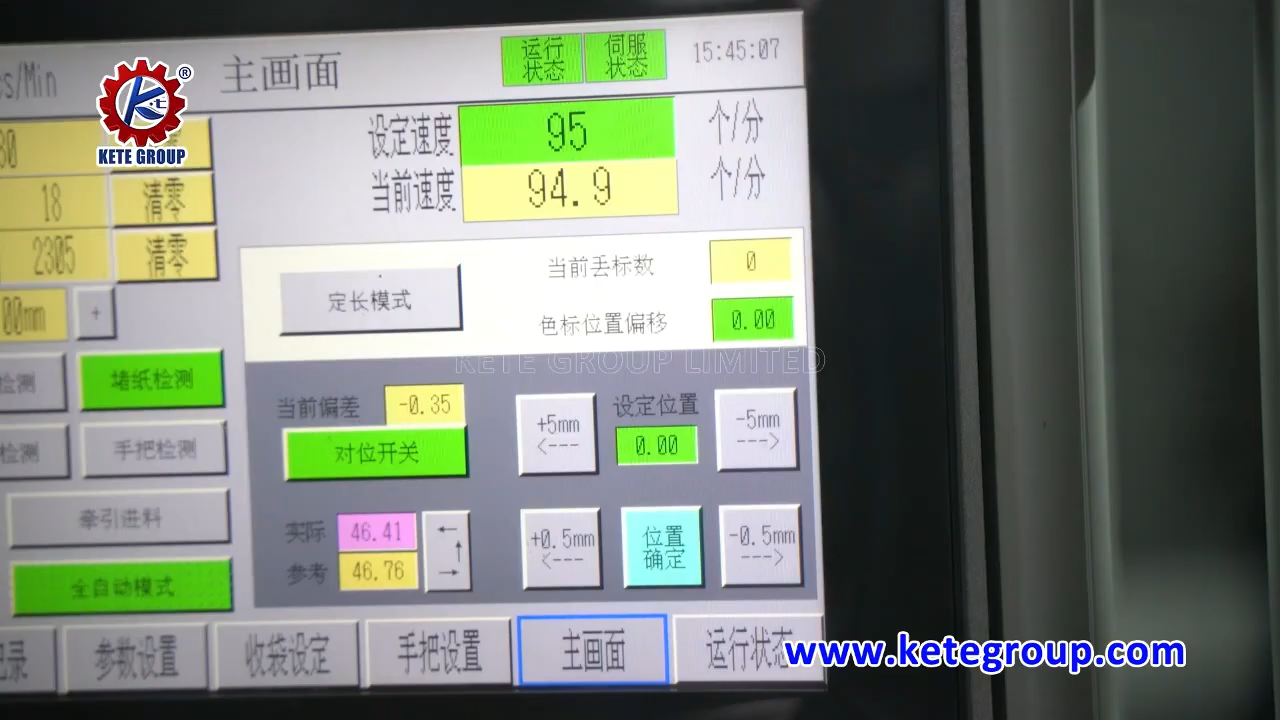 cs/Min
主画面
运行
状态
伺服
状态
15:45:07
Ke.t
®
KETE GROUP
设定速度
95
个/分
当前速度
94.9
个/分
18
清零
2305
清零
00mm
+
定长模式
当前丢标数
0
色标位置偏移
0.00
KETE GROUP LIMITED
检测
堵纸检测
检测
手把检测
牵引进料
全自动模式
当前偏差
-0.35
对位开关
+5mm
<---
设定位置
0.00
-5mm
--->
实际
46.41
参考
46.76
←
↑
→
+0.5mm
<---
位置
确定
-0.5mm
--->
记录
参数设置
收袋设定
手把设置
主画面
运行状态
www.ketegroup.com